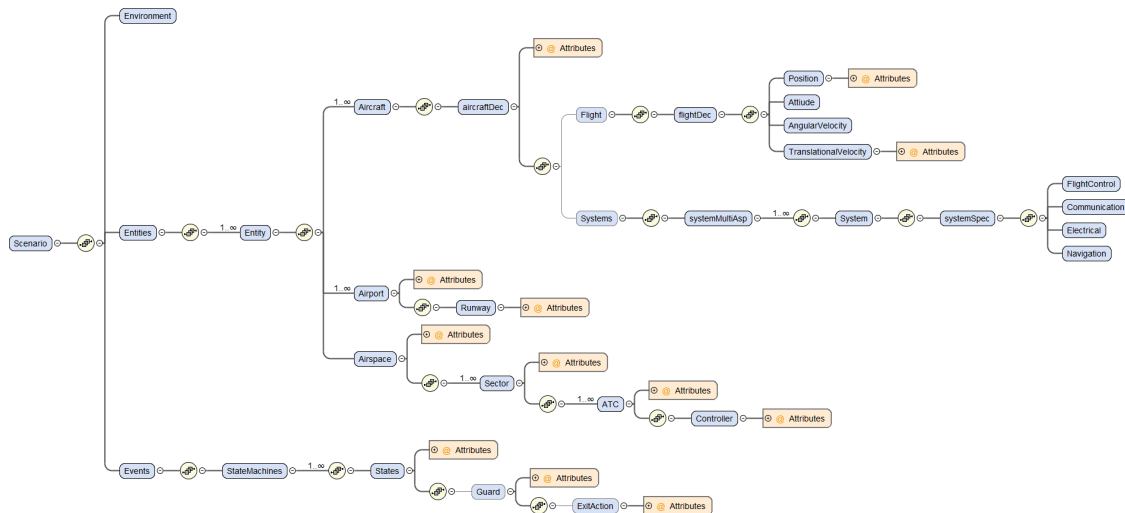 Environment
@ Attributes
Position
@ Attributes
1..∞
Aircraft
aircraftDec
Flight
flightDec
Attiude
AngularVelocity
TranslationalVelocity
@ Attributes
FlightControl
Systems
systemMultiAsp
1..∞
System
systemSpec
Communication
Electrical
Navigation
Scenario
Entities
1..∞
Entity
1..∞
Airport
@ Attributes
Runway
@ Attributes
Airspace
@ Attributes
1..∞
Sector
@ Attributes
1..∞
ATC
@ Attributes
Controller
@ Attributes
Events
StateMachines
1..∞
States
@ Attributes
Guard
@ Attributes
ExitAction
@ Attributes